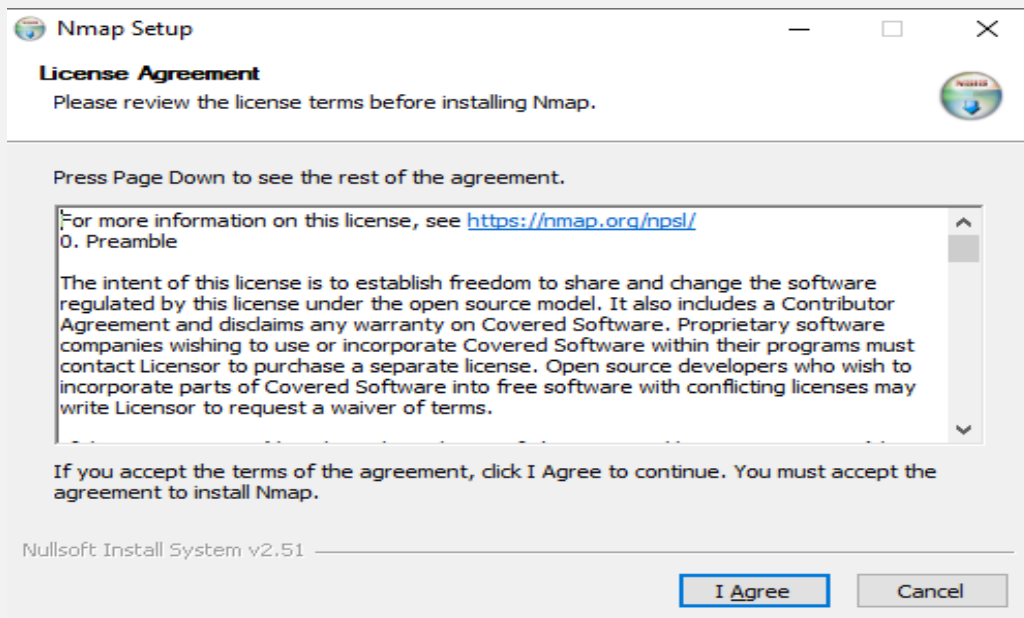 Nmap Setup
License Agreement
Please review the license terms before installing Nmap.
Press Page Down to see the rest of the agreement.
For more information on this license, see https://nmap.org/npsl/
0. Preamble
The intent of this license is to establish freedom to share and change the software
regulated by this license under the open source model. It also includes a Contributor
Agreement and disclaims any warranty on Covered Software. Proprietary software
companies wishing to use or incorporate Covered Software within their programs must
contact Licensor to purchase a separate license. Open source developers who wish to
incorporate parts of Covered Software into free software with conflicting licenses may
write Licensor to request a waiver of terms.
If you accept the terms of the agreement, click I Agree to continue. You must accept the
agreement to install Nmap.
Nullsoft Install System v2.51
I Agree
Cancel